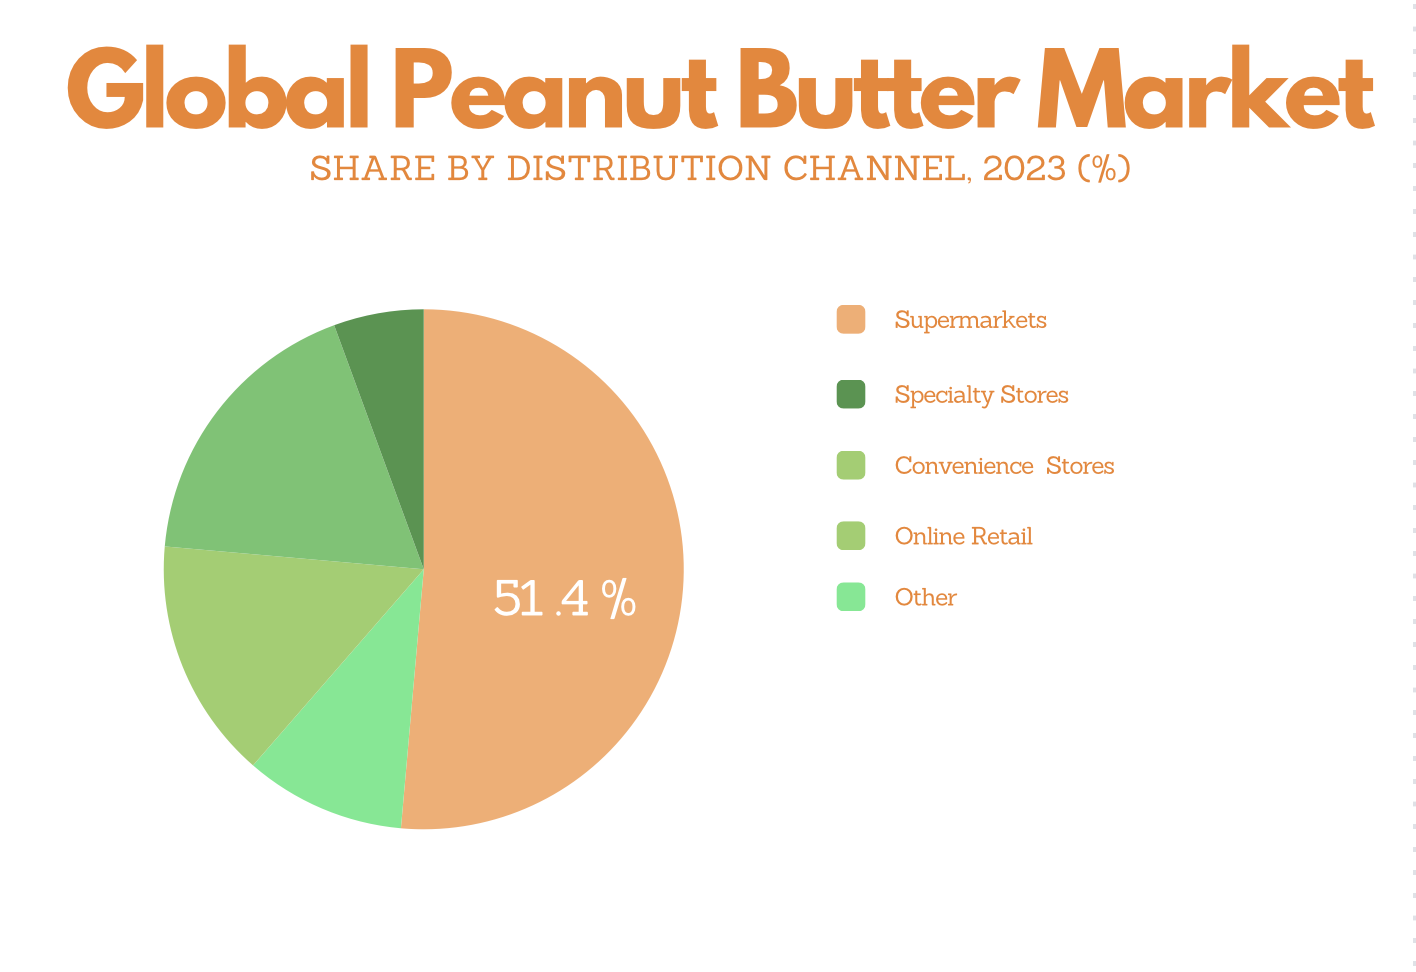 Global Peanut Butter Market
SHARE BY DISTRIBUTION CHANNEL, 2023 (%)
Supermarkets
Specialty Stores
Convenience  Stores
Online Retail
Other
51 .4 %